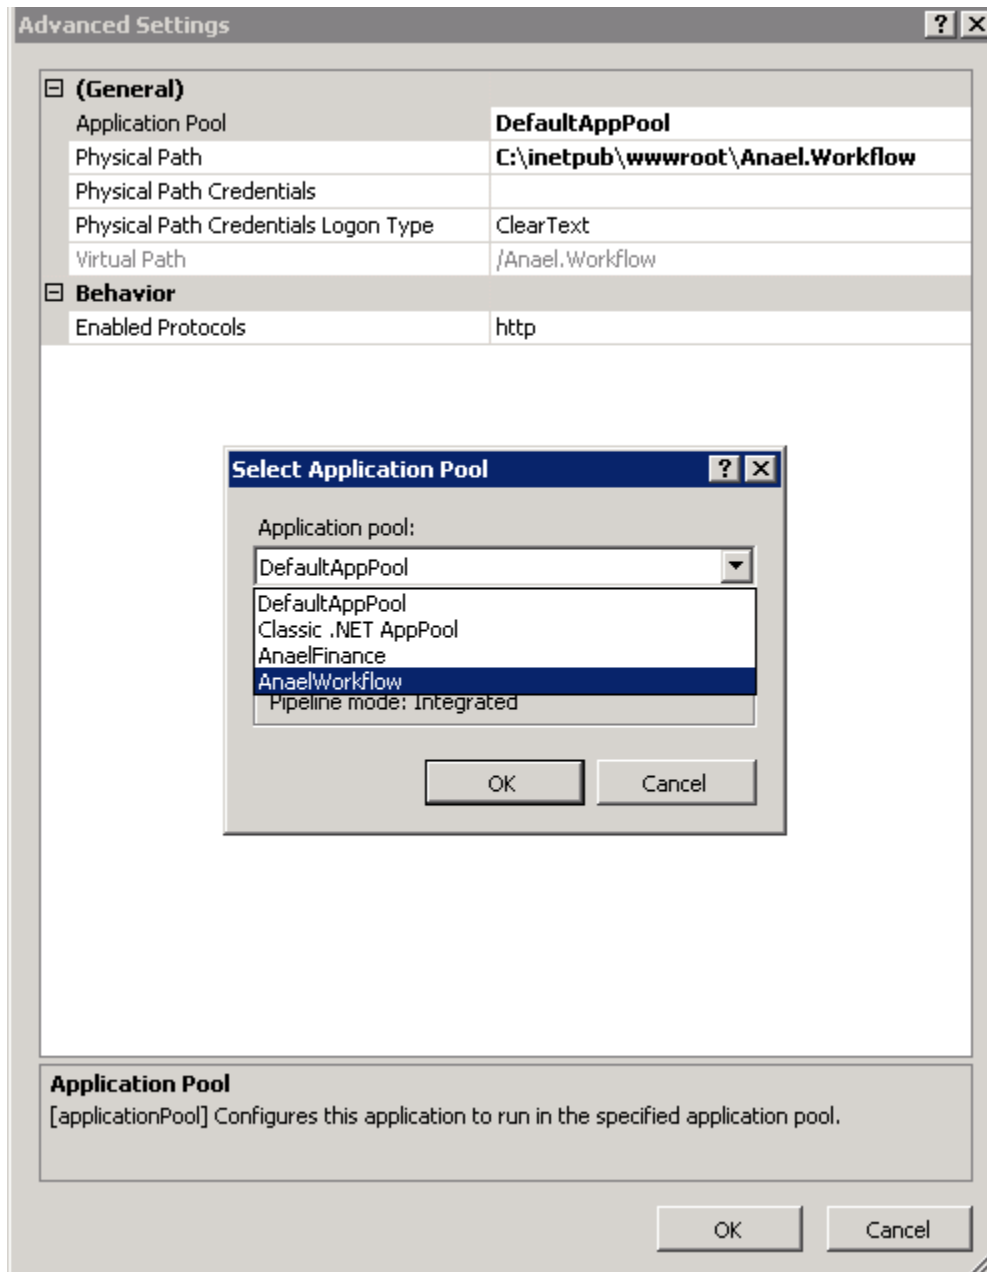 Advanced Settings
(General)
Application Pool DefaultAppPool
Physical Path C:\inetpub\wwwroot\Anael.Workflow
Physical Path Credentials
Physical Path Credentials Logon Type ClearText
Virtual Path /Anael.Workflow
Behavior
Enabled Protocols http
Select Application Pool
Application pool:
DefaultAppPool
DefaultAppPool
Classic .NET AppPool
AnaelFinance
AnaelWorkflow
Pipeline mode: Integrated
OK Cancel
Application Pool
[applicationPool] Configures this application to run in the specified application pool.
OK Cancel